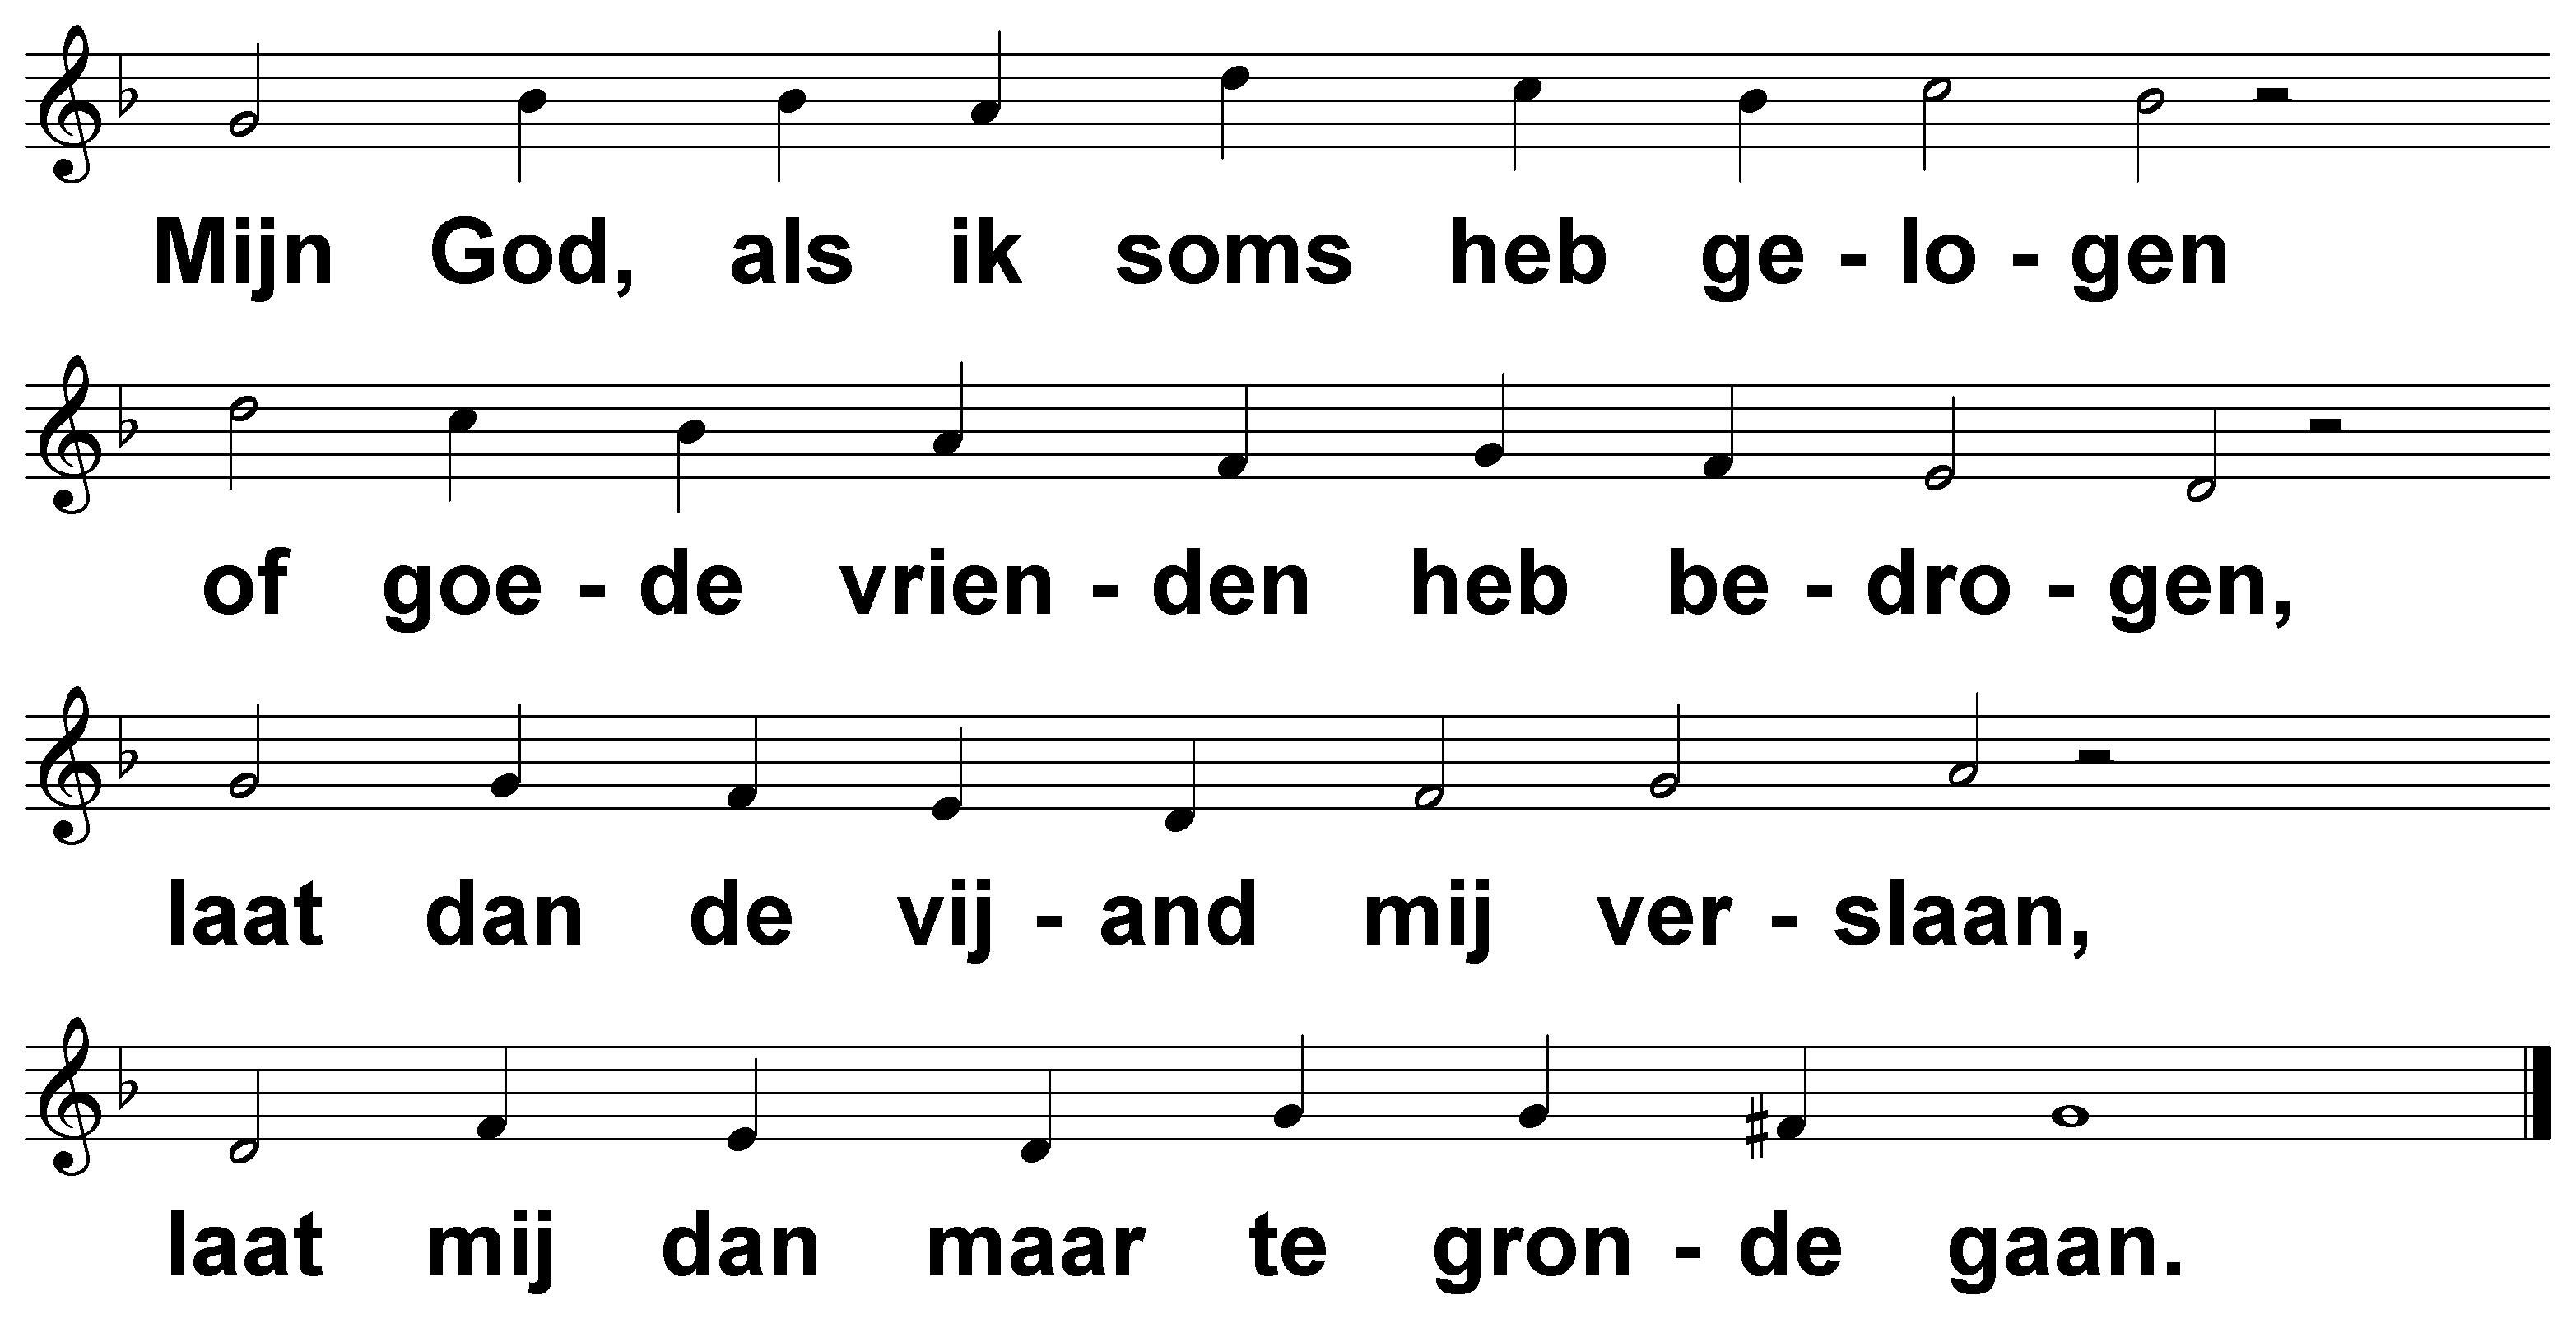 Mijn God, als ik soms heb ge - lo - gen
of goe - de vrien - den heb be - dro - gen,
laat dan de vij - and mij ver - slaan,
laat mij dan maar te gron - de gaan.